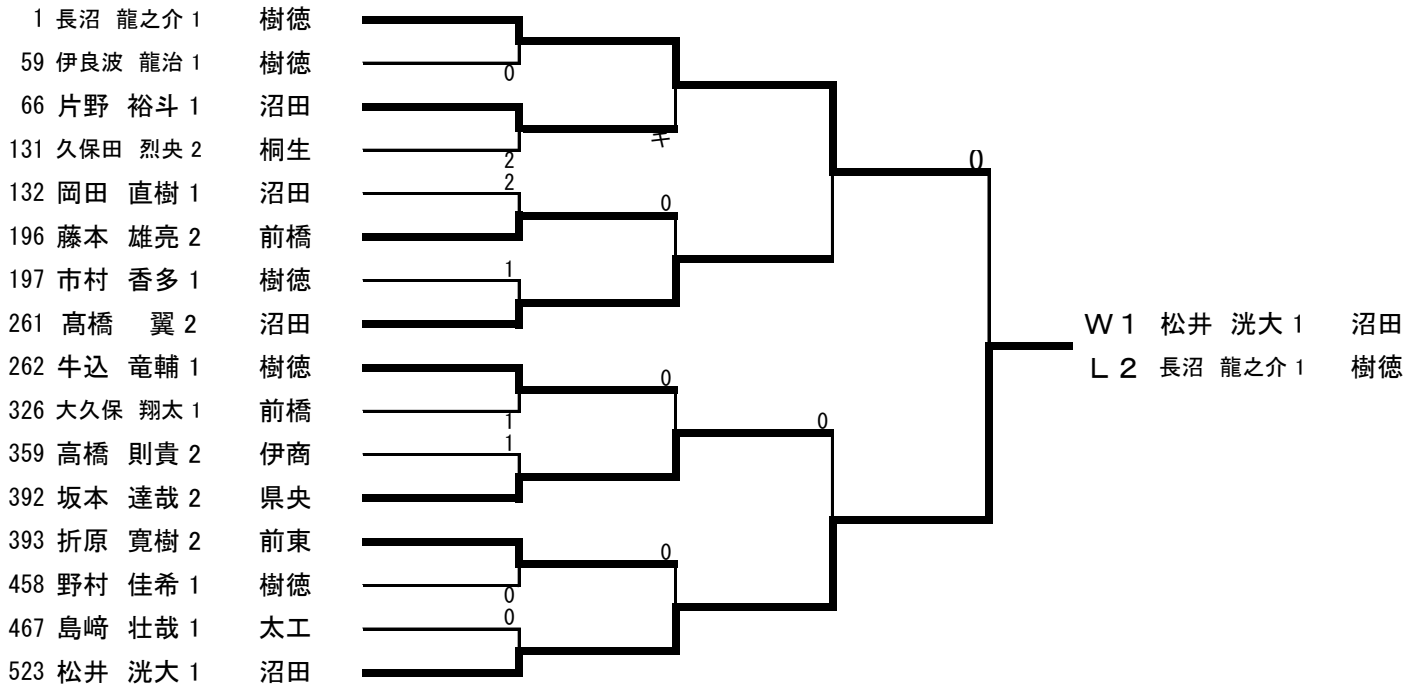 1 長沼 龍之介 1 樹徳
59 伊良波 龍治 1 樹徳
0
66 片野 裕斗 1 沼田
キ
131 久保田 烈央 2 桐生
2
0
132 岡田 直樹 1 沼田
2
0
196 藤本 雄亮 2 前橋
197 市村 香多 1 樹徳
1
261 髙橋 翼 2 沼田
W1 松井 洸大 1 沼田
262 牛込 竜輔 1 樹徳
0
L2 長沼 龍之介 1 樹徳
326 大久保 翔太 1 前橋
1
0
359 高橋 則貴 2 伊商
1
392 坂本 達哉 2 県央
393 折原 寛樹 2 前東
0
458 野村 佳希 1 樹徳
0
467 島﨑 壮哉 1 太工
0
523 松井 洸大 1 沼田